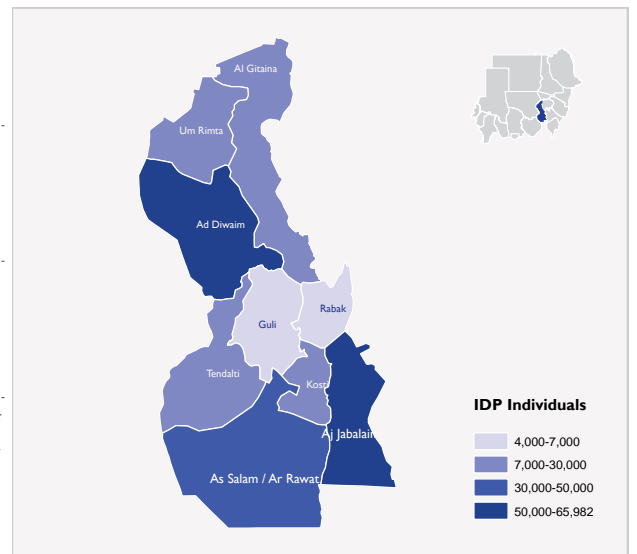 Al Gitaina
Um Rimta
Ad Diwaim
Rabak
Guli
Tendalti
Kosti
Aj Jabalain
As Salam / Ar Rawat
IDP Individuals
4,000-7,000
7,000-30,000
30,000-50,000
50,000-65,982